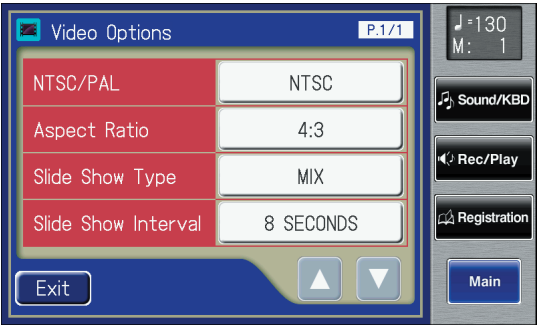 Video Options P.1/1
NTSC/PAL NTSC
Aspect Ratio 4:3
Slide Show Type MIX
Slide Show Interval 8 SECONDS
Exit
♩=130
M: 1
Sound/KBD
Rec/Play
Registration
Main